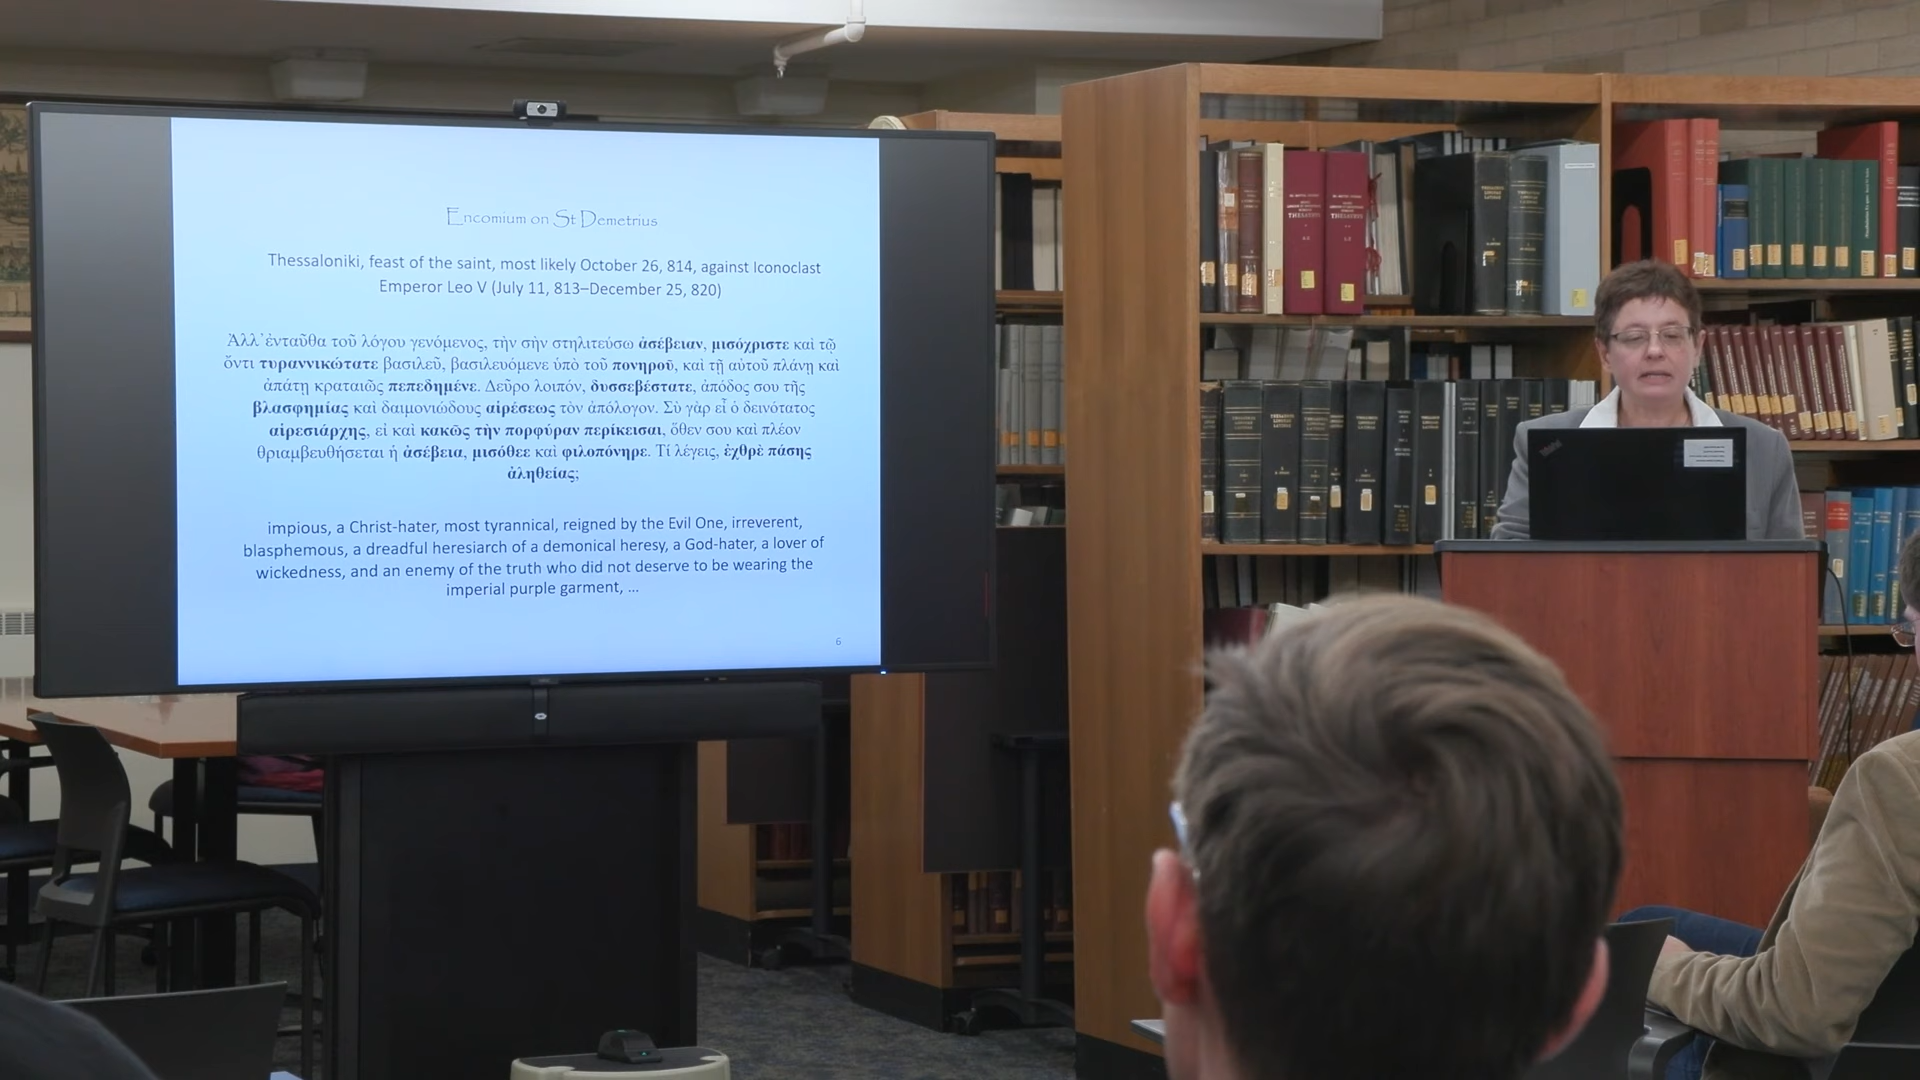 Encomium on St Demetrius
Thessaloniki, feast of the saint, most likely October 26, 814, against Iconoclast
Emperor Leo V (July 11, 813–December 25, 820)
Ἀλλ᾽ἐνταῦθα τοῦ λόγου γενόμενος, τὴν σὴν στηλιτεύσω ἀσέβειαν, μισόχριστε καὶ τῷ
ὄντι τυραννικώτατε βασιλεῦ, βασιλευόμενε ὑπὸ τοῦ πονηροῦ, καὶ τῇ αὐτοῦ πλάνῃ καὶ
ἀπάτῃ κραταιῶς πεπεδημένε. Δεῦρο λοιπόν, δυσσεβέστατε, ἀπόδος σου τῆς
βλασφημίας καὶ δαιμονιώδους αἱρέσεως τὸν ἀπόλογον. Σὺ γὰρ εἶ ὁ δεινότατος
αἱρεσιάρχης, εἰ καὶ κακῶς τὴν πορφύραν περίκεισαι, ὅθεν σου καὶ πλέον
θριαμβευθήσεται ἡ ἀσέβεια, μισόθεε καὶ φιλοπόνηρε. Τί λέγεις, ἐχθρὲ πάσης
ἀληθείας;
impious, a Christ-hater, most tyrannical, reigned by the Evil One, irreverent,
blasphemous, a dreadful heresiarch of a demonical heresy, a God-hater, a lover of
wickedness, and an enemy of the truth who did not deserve to be wearing the
imperial purple garment, ...
6